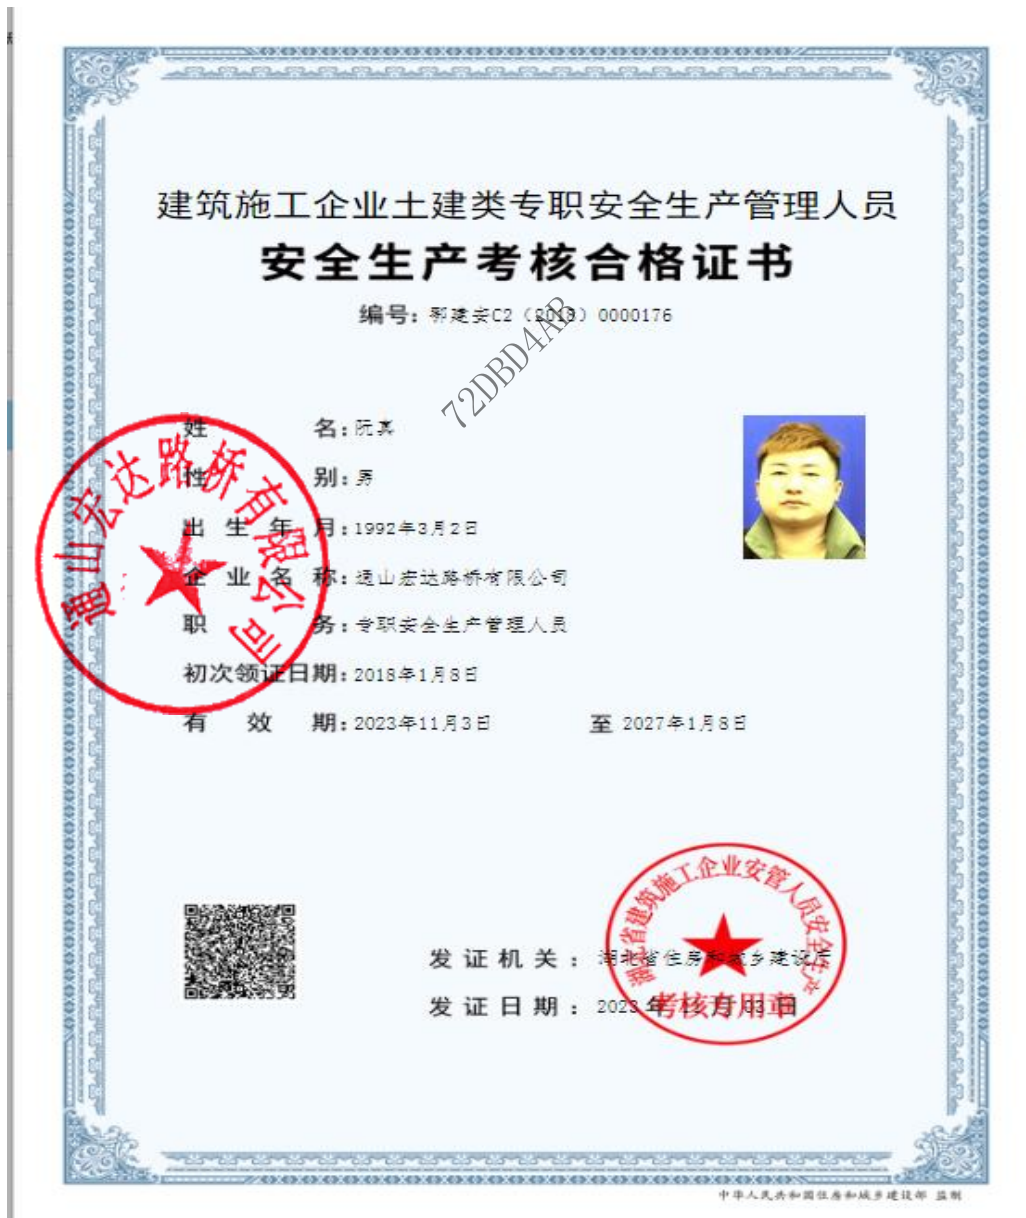 建筑施工企业土建类专职安全生产管理人员
安全生产考核合格证书
编号：鄂建安C2（2018）0000176
72DBD4AB
姓名：阮真
性别：男
出生年月：1992年3月2日
企业名称：通山宏达路桥有限公司
职务：专职安全生产管理人员
初次领证日期：2018年1月8日
有效期：2023年11月3日 至 2027年1月8日
通山宏达路桥有限公司
发证机关：湖北省住房和城乡建设厅
发证日期：2023 年 11 月 03 日
湖北省建筑施工企业安管人员安全生产
考核专用章
中华人民共和国住房和城乡建设部 监制